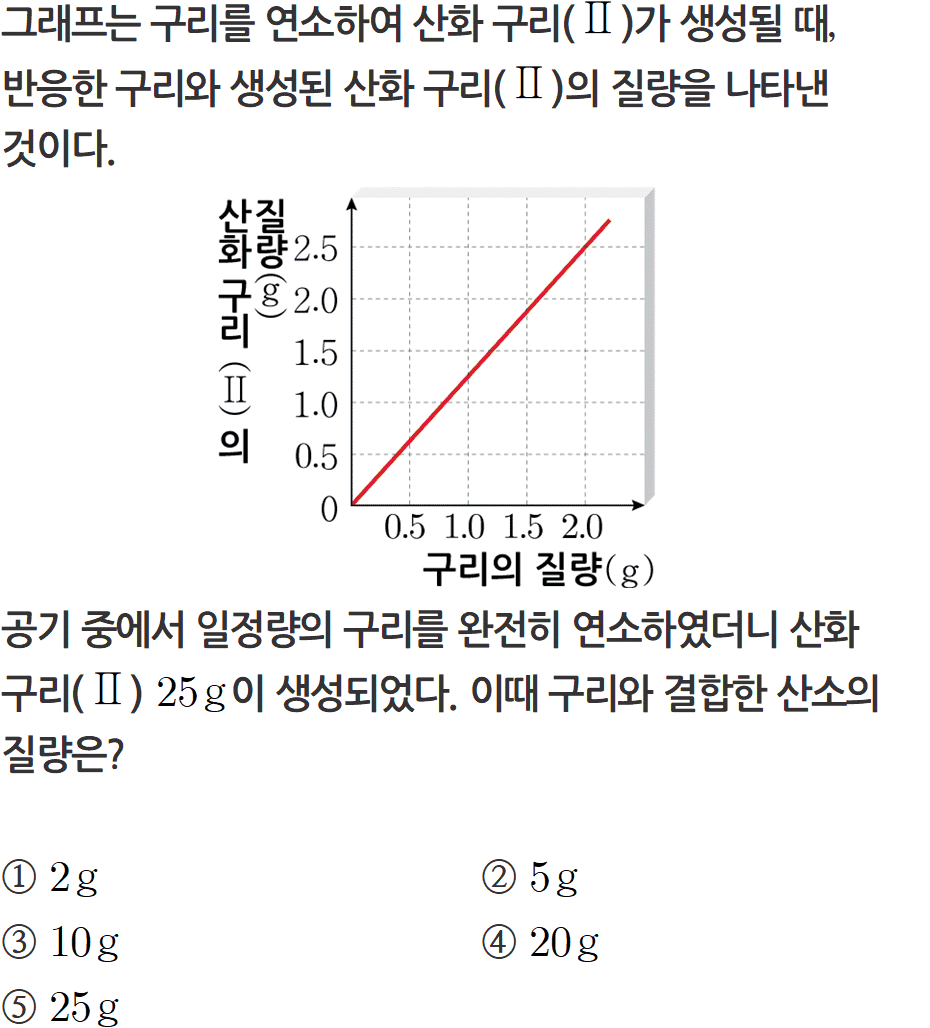 그래프는 구리를 연소하여 산화 구리(Ⅱ)가 생성될 때,
반응한 구리와 생성된 산화 구리(Ⅱ)의 질량을 나타낸
것이다.
산화 구리(Ⅱ)의 질량(g)
2.5
2.0
1.5
1.0
0.5
0
0.5 1.0 1.5 2.0
구리의 질량(g)
공기 중에서 일정량의 구리를 완전히 연소하였더니 산화
구리(Ⅱ) 25g이 생성되었다. 이때 구리와 결합한 산소의
질량은?
① 2g ② 5g
③ 10g ④ 20g
⑤ 25g